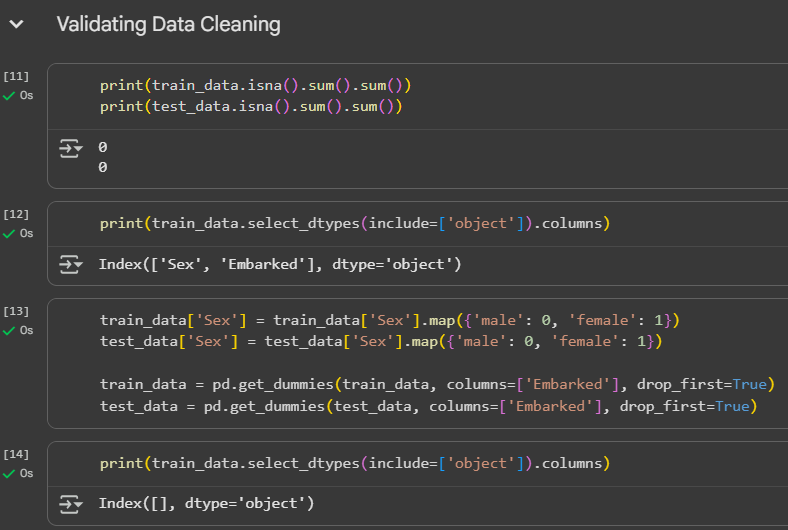 Validating Data Cleaning
[11]
0s
print(train_data.isna().sum().sum())
print(test_data.isna().sum().sum())
0
0
[12]
0s
print(train_data.select_dtypes(include=['object']).columns)
Index(['Sex', 'Embarked'], dtype='object')
[13]
0s
train_data['Sex'] = train_data['Sex'].map({'male': 0, 'female': 1})
test_data['Sex'] = test_data['Sex'].map({'male': 0, 'female': 1})
train_data = pd.get_dummies(train_data, columns=['Embarked'], drop_first=True)
test_data = pd.get_dummies(test_data, columns=['Embarked'], drop_first=True)
[14]
0s
print(train_data.select_dtypes(include=['object']).columns)
Index([], dtype='object')